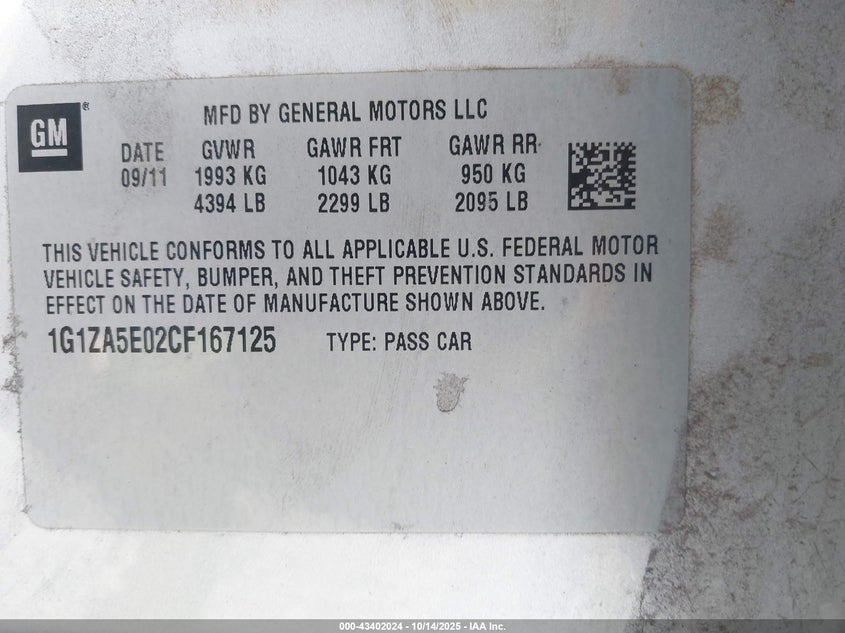 GM®
MFD BY GENERAL MOTORS LLC
DATE GVWR GAWR FRT GAWR RR
09/11 1993 KG 1043 KG 950 KG
4394 LB 2299 LB 2095 LB
THIS VEHICLE CONFORMS TO ALL APPLICABLE U.S. FEDERAL MOTOR
VEHICLE SAFETY, BUMPER, AND THEFT PREVENTION STANDARDS IN
EFFECT ON THE DATE OF MANUFACTURE SHOWN ABOVE.
1G1ZA5E02CF167125 TYPE: PASS CAR
000-43402024 - 10/14/2025 - IAA Inc.